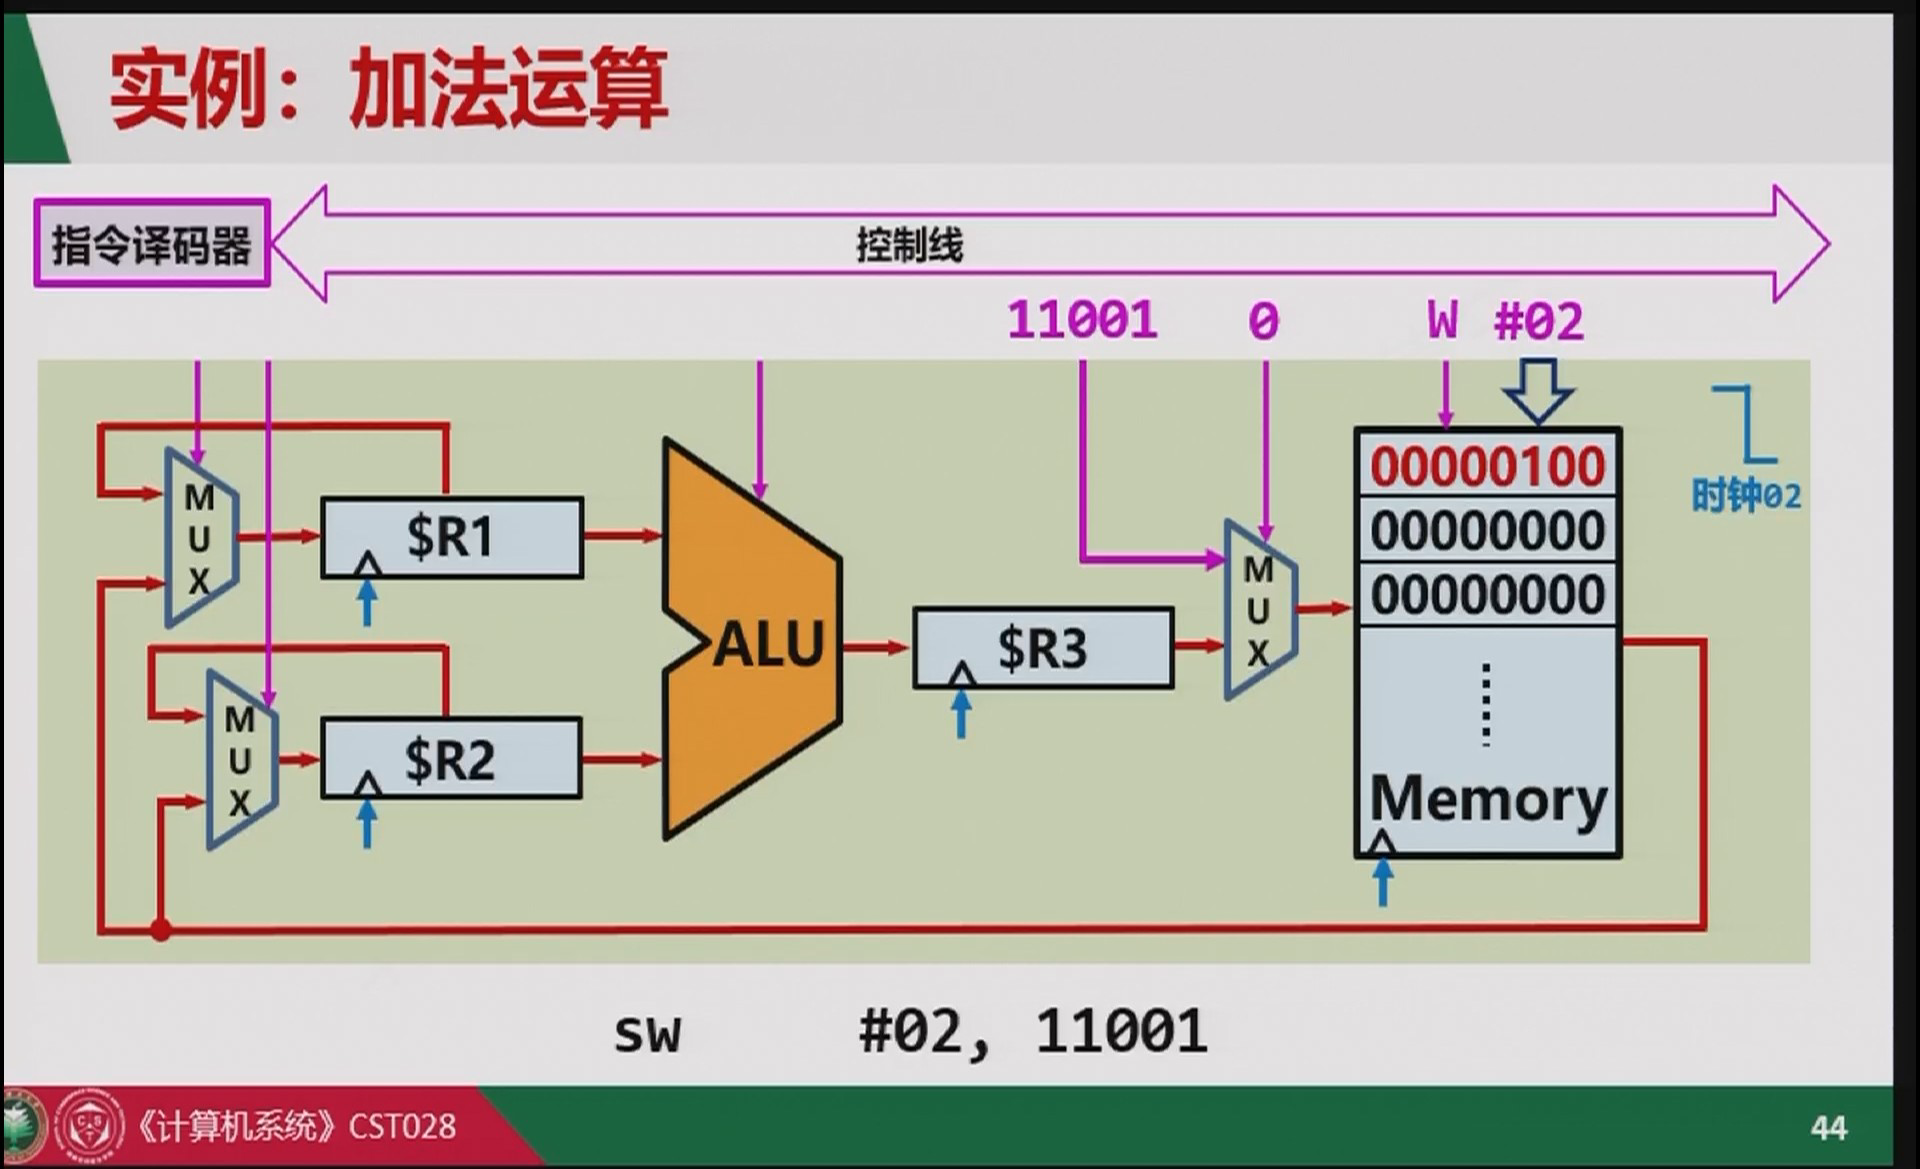 实例：加法运算
指令译码器
控制线
11001 0 W #02
00000100
00000000
00000000
时钟02
MUX
$R1
MUX
$R2
ALU
$R3
MUX
Memory
sw #02, 11001
《计算机系统》CST028
44